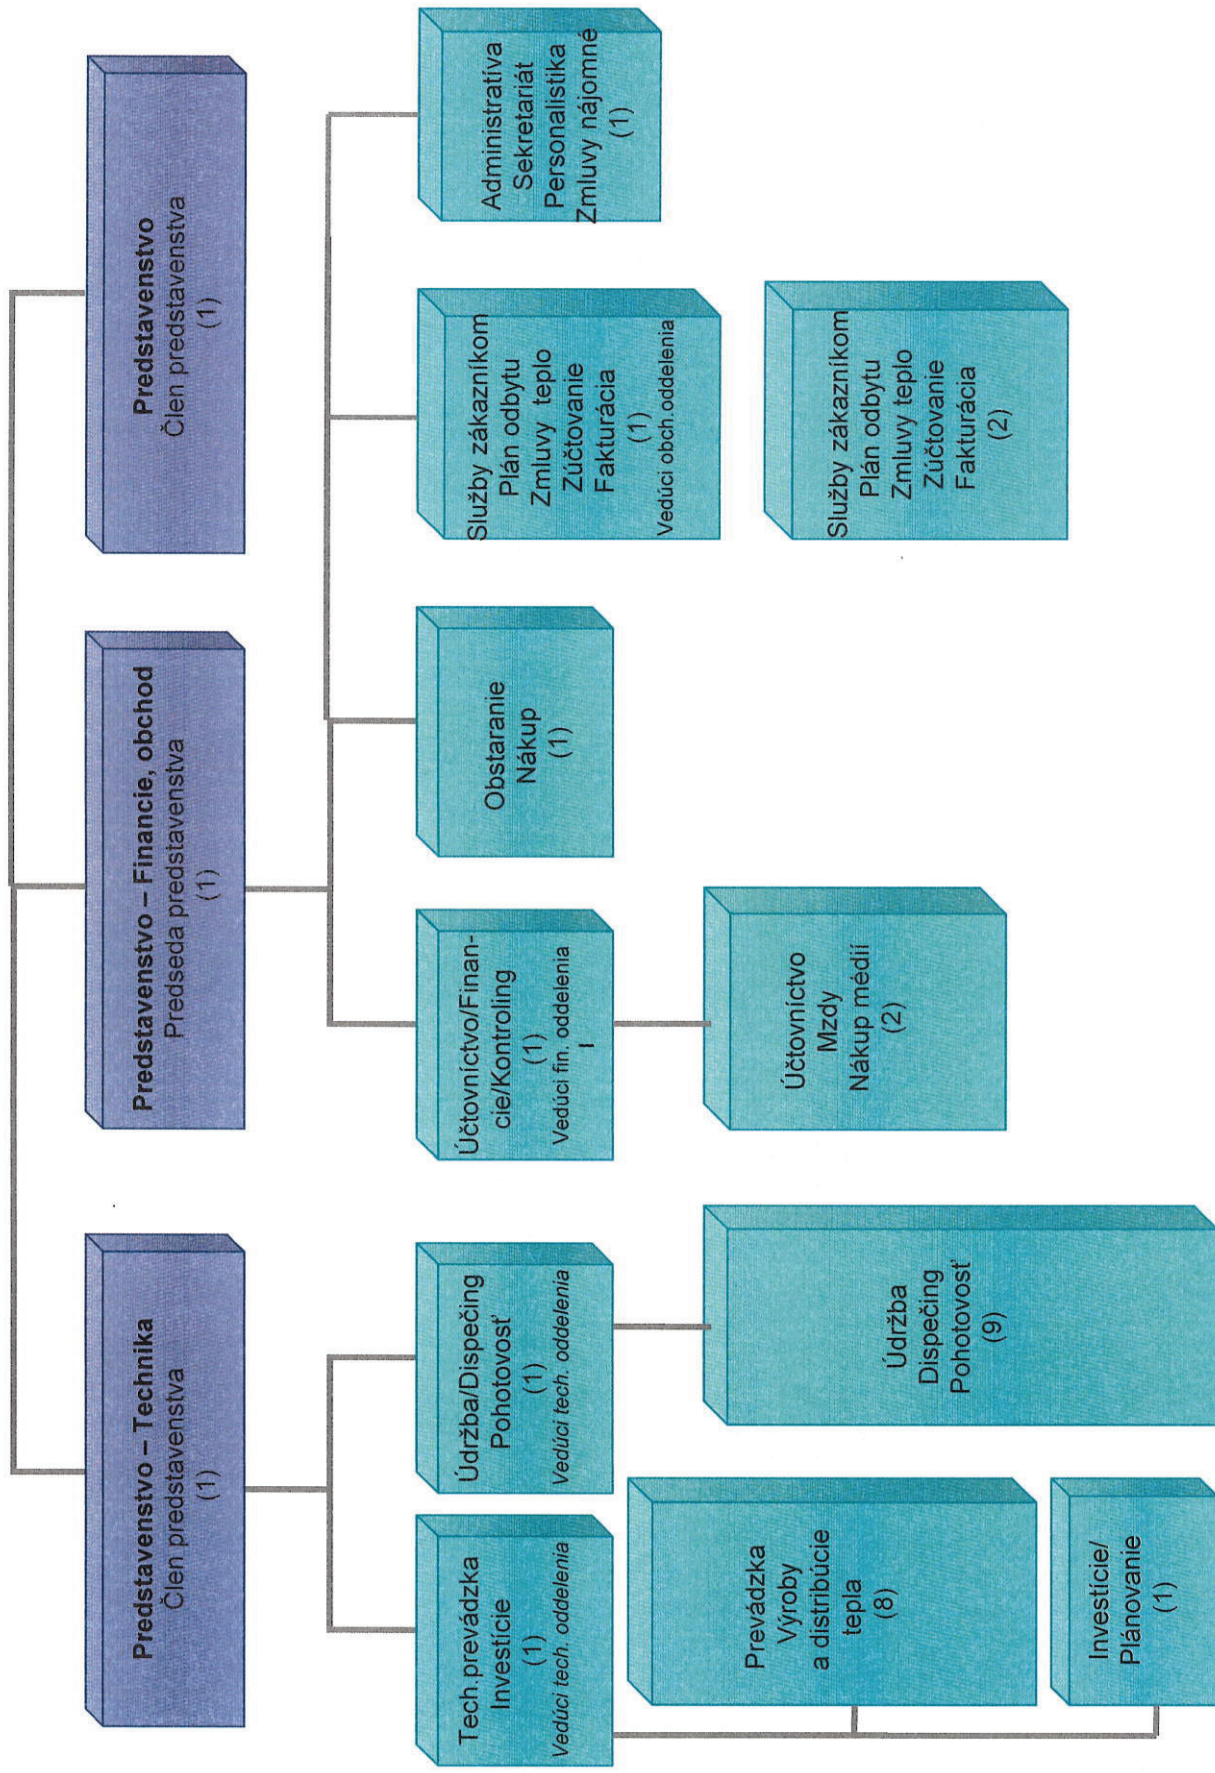 Predstavenstvo – Technika
Člen predstavenstva
(1)
Predstavenstvo – Financie, obchod
Predseda predstavenstva
(1)
Predstavenstvo
Člen predstavenstva
(1)
Tech.prevádzka
Investície
(1)
Vedúci tech. oddelenia
Údržba/Dispečing
Pohotovosť
(1)
Vedúci tech. oddelenia
Účtovníctvo/Finan-
cie/Kontroling
(1)
Vedúci fin. oddelenia
Obstaranie
Nákup
(1)
Služby zákazníkom
Plán odbytu
Zmluvy teplo
Zúčtovanie
Fakturácia
(1)
Vedúci obch.oddelenia
Administratíva
Sekretariát
Personalistika
Zmluvy nájomné
(1)
Prevádzka
Výroby
a distribúcie
tepla
(8)
Investície/
Plánovanie
(1)
Údržba
Dispečing
Pohotovosť
(9)
Účtovníctvo
Mzdy
Nákup médií
(2)
Služby zákazníkom
Plán odbytu
Zmluvy teplo
Zúčtovanie
Fakturácia
(2)